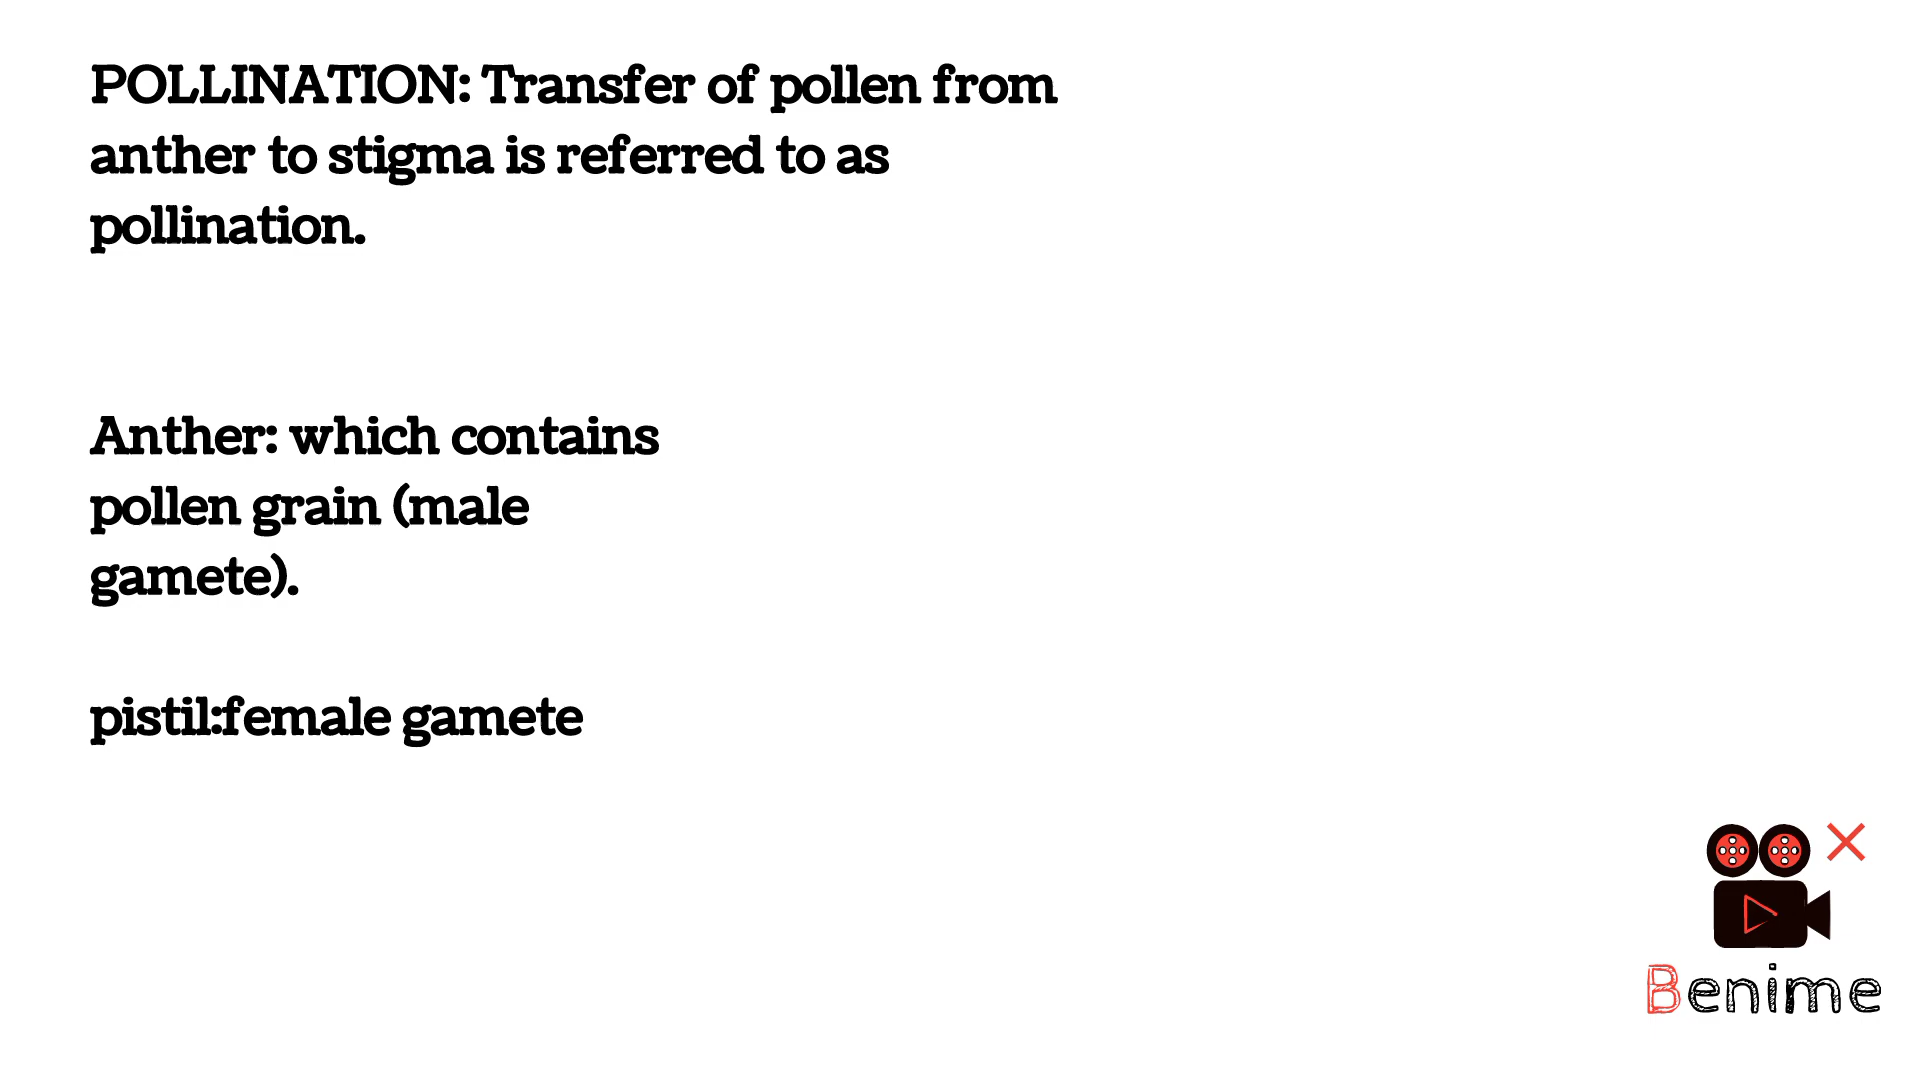 POLLINATION: Transfer of pollen from
anther to stigma is referred to as
pollination.
Anther: which contains
pollen grain (male
gamete).
pistil:female gamete
Benime